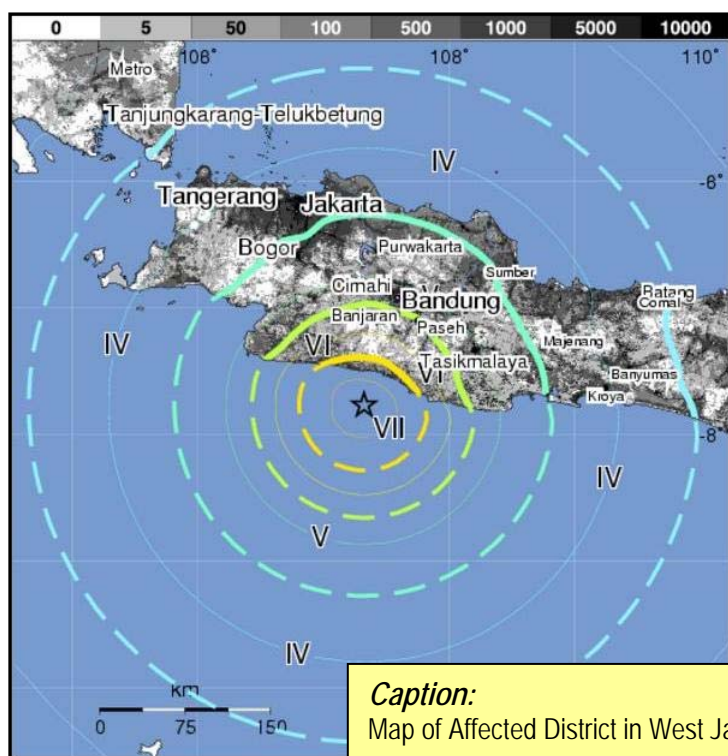 0 5 50 100 500 1000 5000 10000
108° 108° 110°
Metro
Tanjungkarang-Telukbetung
IV
-6°
Tangerang Jakarta
Bogor Purwakarta
Sumber
Cimahi
Bandung
Banjaran Paseh
Comal
IV VI Majenang
Tasikmalaya
VI
Banyumas
Kroya
VII
-8°
IV
V
IV
km
0 75 150
Caption:
Map of Affected District in West Ja